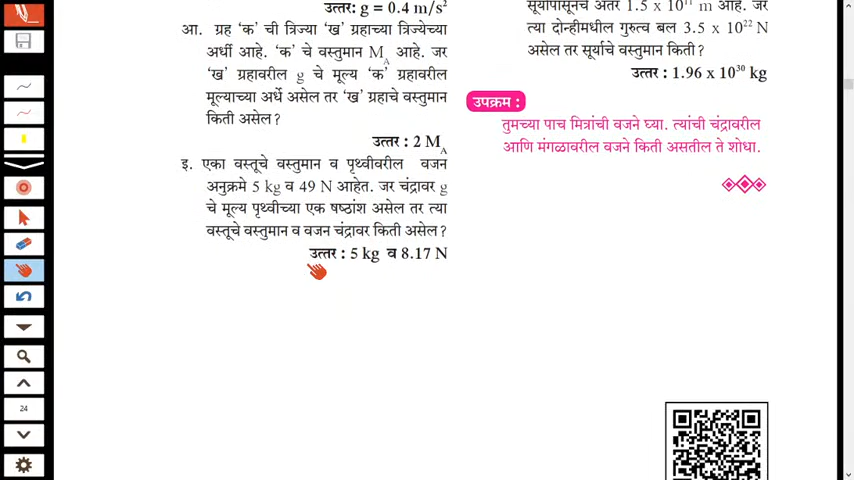 उत्तर: g = 0.4 m/s²
आ. ग्रह ‘क’ ची त्रिज्या ‘ख’ ग्रहाच्या त्रिज्येच्या
अर्धी आहे. ‘क’ चे वस्तुमान M_A आहे. जर
‘ख’ ग्रहावरील g चे मूल्य ‘क’ ग्रहावरील
मूल्याच्या अर्धे असेल तर ‘ख’ ग्रहाचे वस्तुमान
किती असेल?
उत्तर : 2 M_A
इ. एका वस्तूचे वस्तुमान व पृथ्वीवरील वजन
अनुक्रमे 5 kg व 49 N आहेत. जर चंद्रावर g
चे मूल्य पृथ्वीच्या एक षष्ठांश असेल तर त्या
वस्तूचे वस्तुमान व वजन चंद्रावर किती असेल?
उत्तर : 5 kg व 8.17 N
सूर्यापासूनचे अंतर 1.5 x 10¹¹ m आहे. जर
त्या दोन्हीमधील गुरुत्व बल 3.5 x 10²² N
असेल तर सूर्याचे वस्तुमान किती?
उत्तर : 1.96 x 10³⁰ kg
उपक्रम :
तुमच्या पाच मित्रांची वजने घ्या. त्यांची चंद्रावरील
आणि मंगळावरील वजने किती असतील ते शोधा.
24